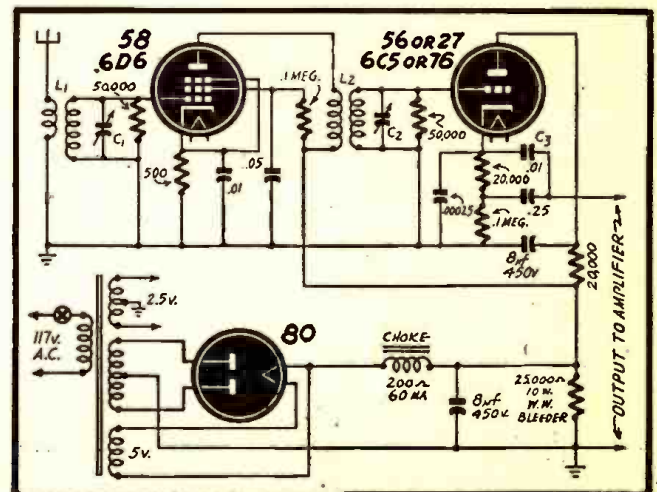 58
6D6
56 OR 27
6C5 OR 76
50,000
L1
C1
.1 MEG.
L2
C2
50,000
C3
.01
500
.01
.05
.00025
20,000
.25
.1 MEG.
8µf
450V
20,000
2.5v.
117v.
A.C.
80
CHOKE
200Ω
60 MA
8µf
450v.
25,000Ω
10 W.
W.W.
BLEEDER
5v.
OUTPUT TO AMPLIFIER